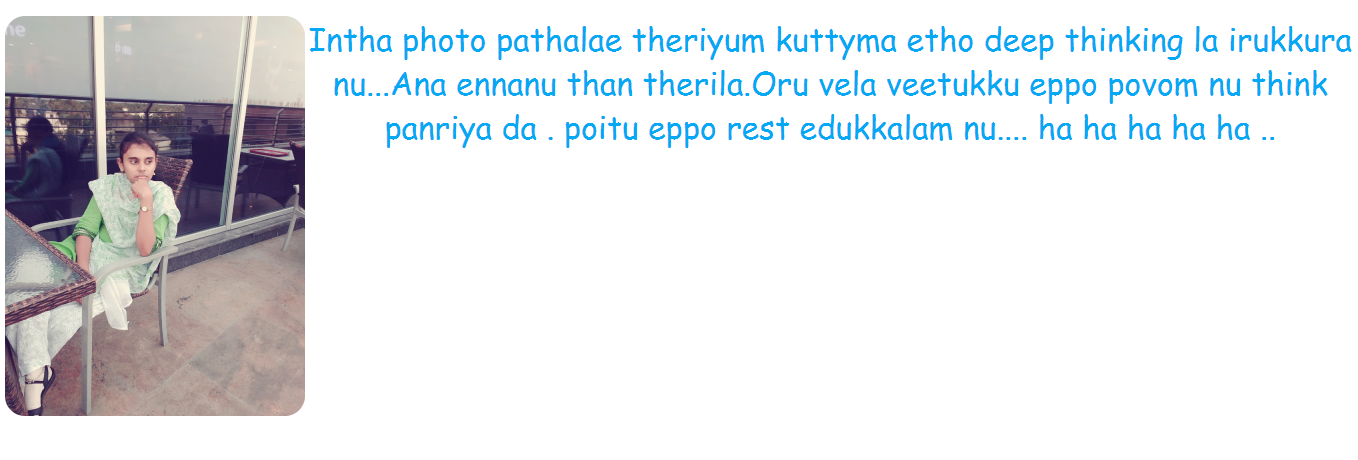 Intha photo pathalae theriyum kuttyma etho deep thinking la irukkura
nu...Ana ennanu than therila.Oru vela veetukku eppo povom nu think
panriya da . poitu eppo rest edukkalam nu.... ha ha ha ha ha ..